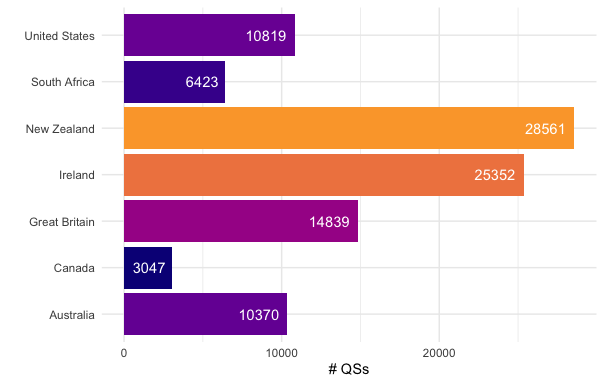 United States 10819
South Africa 6423
New Zealand 28561
Ireland 25352
Great Britain 14839
Canada 3047
Australia 10370
0 10000 20000
# QSs